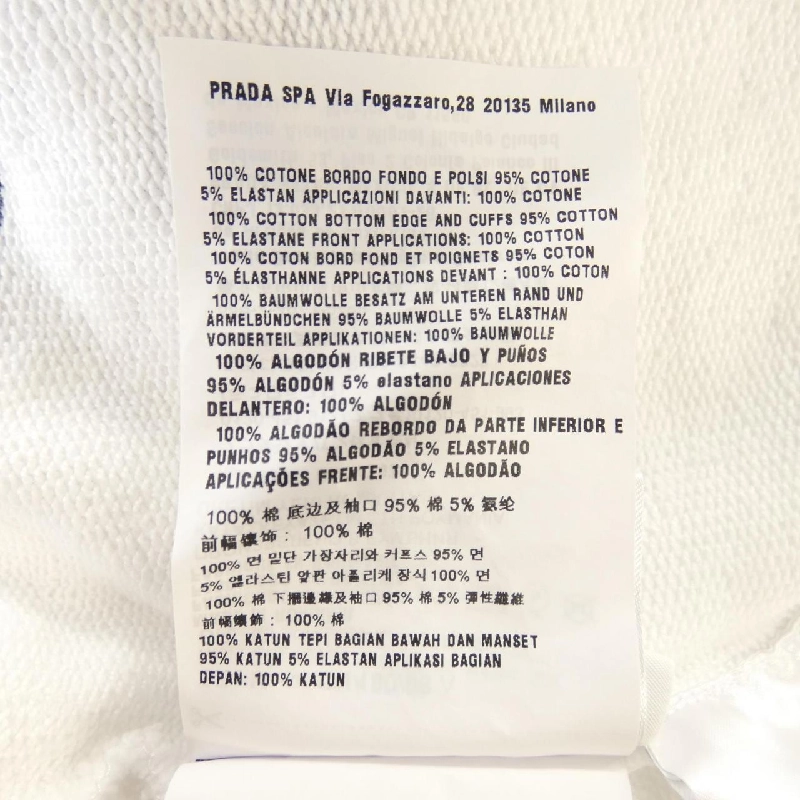 PRADA SPA Via Fogazzaro,28 20135 Milano
100% COTONE BORDO FONDO E POLSI 95% COTONE
5% ELASTAN APPLICAZIONI DAVANTI: 100% COTONE
100% COTTON BOTTOM EDGE AND CUFFS 95% COTTON
5% ELASTANE FRONT APPLICATIONS: 100% COTTON
100% COTON BORD FOND ET POIGNETS 95% COTON
5% ÉLASTHANNE APPLICATIONS DEVANT : 100% COTON
100% BAUMWOLLE BESATZ AM UNTEREN RAND UND
ÄRMELBÜNDCHEN 95% BAUMWOLLE 5% ELASTHAN
VORDERTEIL APPLIKATIONEN: 100% BAUMWOLLE
100% ALGODÓN RIBETE BAJO Y PUÑOS
95% ALGODÓN 5% elastano APLICACIONES
DELANTERO: 100% ALGODÓN
100% ALGODÃO REBORDO DA PARTE INFERIOR E
PUNHOS 95% ALGODÃO 5% ELASTANO
APLICAÇÕES FRENTE: 100% ALGODÃO
100% 棉 底边及袖口 95% 棉 5% 氨纶
前幅镶饰 : 100% 棉
100% 면 밑단 가장자리와 커프스 95% 면
5% 엘라스틴 앞판 아플리케 장식 100% 면
100% 棉 下摺邊緣及袖口 95% 棉 5% 彈性纖維
前幅鑲飾 : 100% 棉
100% KATUN TEPI BAGIAN BAWAH DAN MANSET
95% KATUN 5% ELASTAN APLIKASI BAGIAN
DEPAN: 100% KATUN